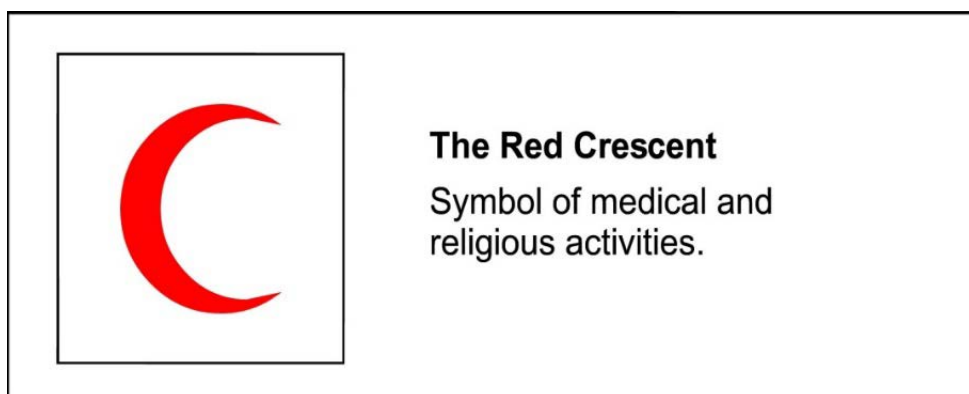 The Red Crescent
Symbol of medical and
religious activities.